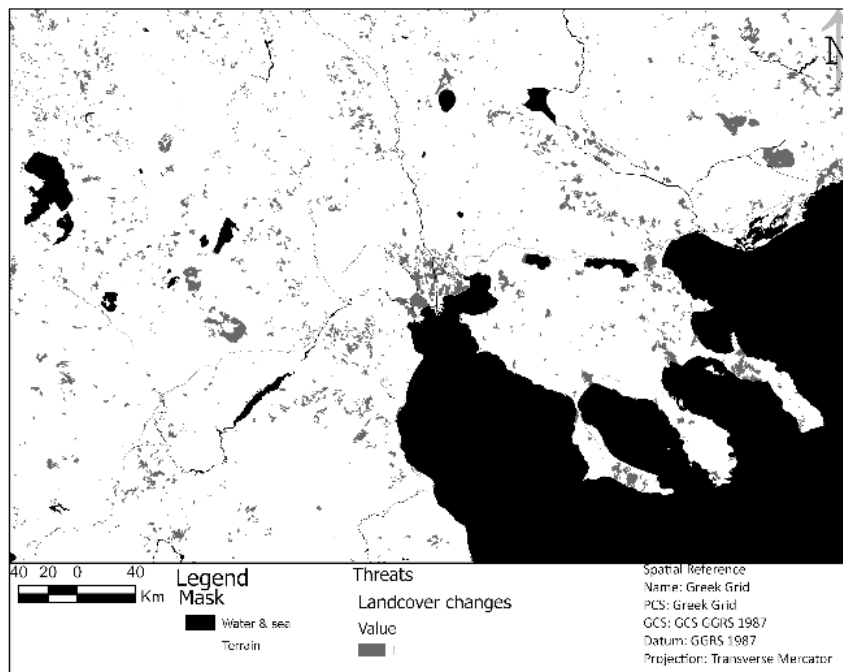 N
40 20 0 40
Km
Legend
Mask
Water & sea
Terrain
Threats
Landcover changes
Value
1
Spatial Reference
Name: Greek Grid
PCS: Greek Grid
GCS: GCS GGRS 1987
Datum: GGRS 1987
Projection: Transverse Mercator